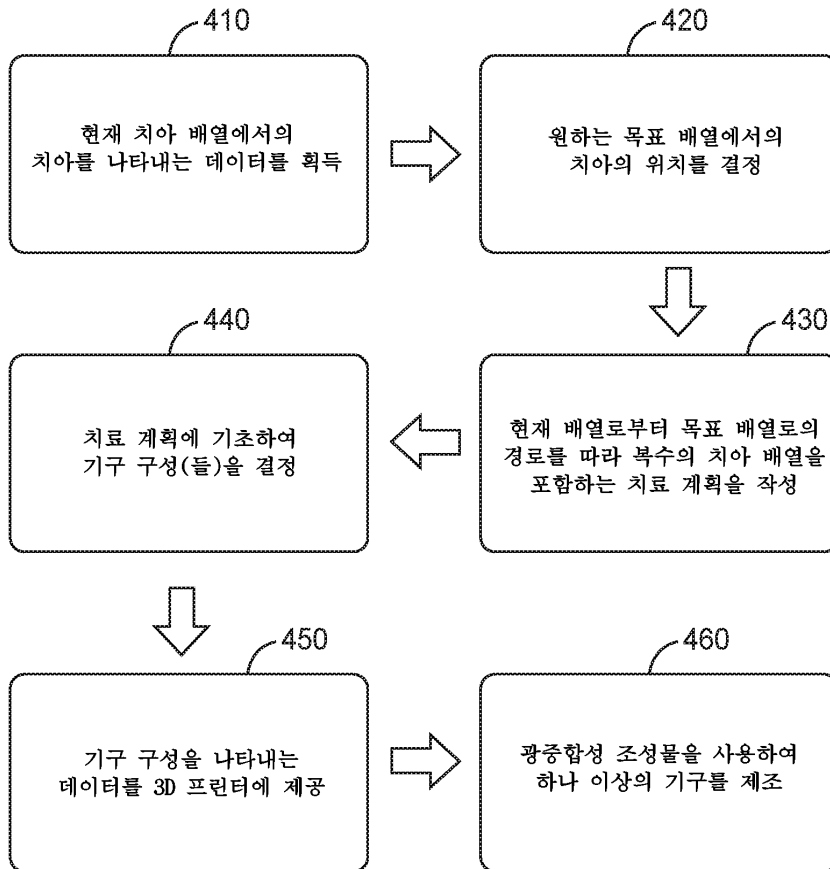 410
현재 치아 배열에서의
치아를 나타내는 데이터를 획득
420
원하는 목표 배열에서의
치아의 위치를 결정
430
현재 배열로부터 목표 배열로의
경로를 따라 복수의 치아 배열을
포함하는 치료 계획을 작성
440
치료 계획에 기초하여
기구 구성(들)을 결정
450
기구 구성을 나타내는
데이터를 3D 프린터에 제공
460
광중합성 조성물을 사용하여
하나 이상의 기구를 제조